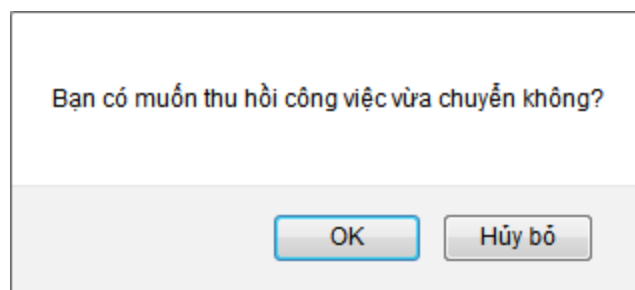 Bạn có muốn thu hồi công việc vừa chuyển không?
OK
Hủy bỏ